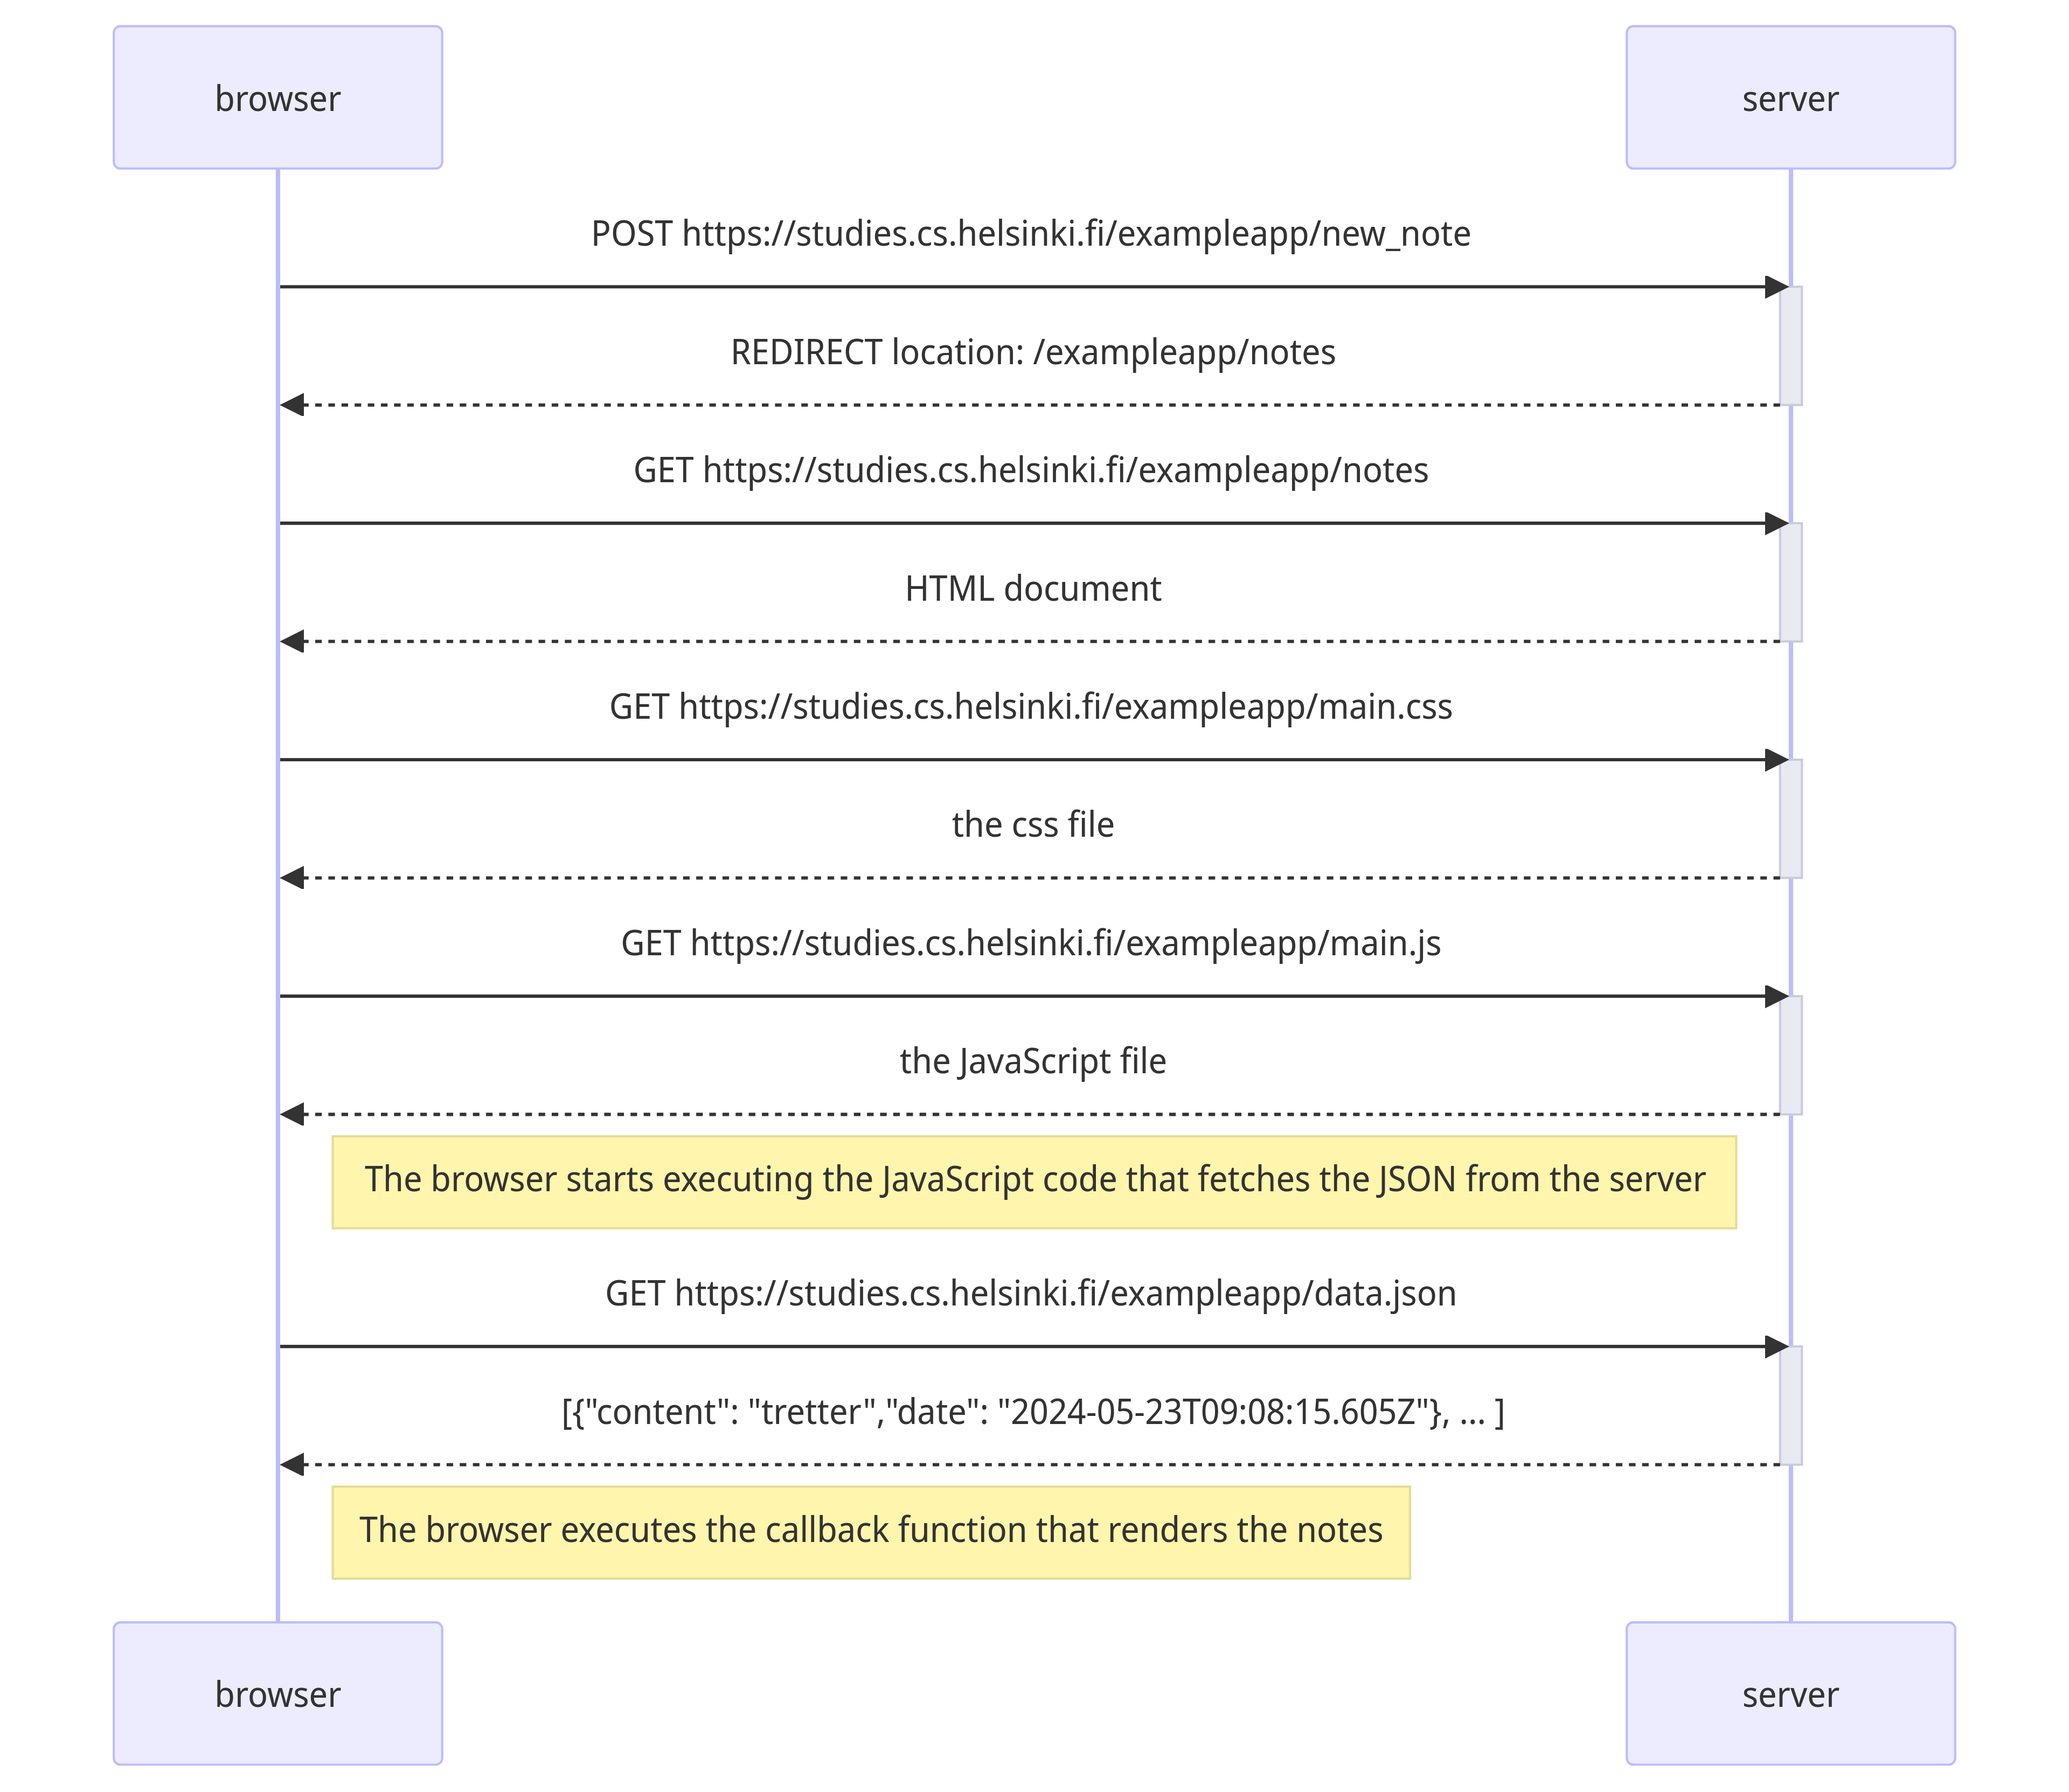 browser
server
POST https://studies.cs.helsinki.fi/exampleapp/new_note
REDIRECT location: /exampleapp/notes
GET https://studies.cs.helsinki.fi/exampleapp/notes
HTML document
GET https://studies.cs.helsinki.fi/exampleapp/main.css
the css file
GET https://studies.cs.helsinki.fi/exampleapp/main.js
the JavaScript file
The browser starts executing the JavaScript code that fetches the JSON from the server
GET https://studies.cs.helsinki.fi/exampleapp/data.json
[{"content": "tretter","date": "2024-05-23T09:08:15.605Z"}, ... ]
The browser executes the callback function that renders the notes
browser
server